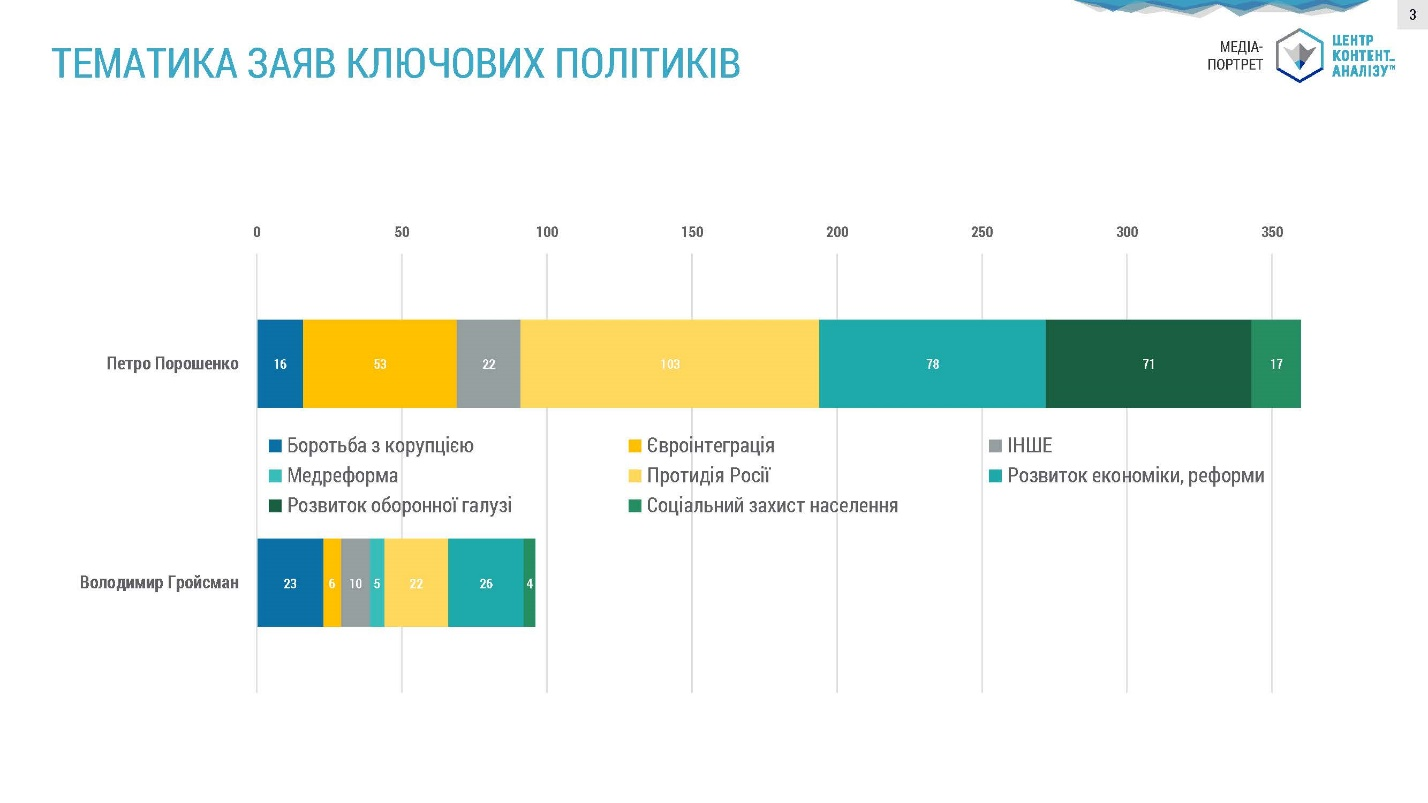 3
ТЕМАТИКА ЗАЯВ КЛЮЧОВИХ ПОЛІТИКІВ
МЕДІА-
ПОРТРЕТ
ЦЕНТР
КОНТЕНТ_
АНАЛІЗУ™
0 50 100 150 200 250 300 350
Петро Порошенко 16 53 22 103 78 71 17
Боротьба з корупцією Євроінтеграція ІНШЕ
Медреформа Протидія Росії Розвиток економіки, реформи
Розвиток оборонної галузі Соціальний захист населення
Володимир Гройсман 23 6 10 5 22 26 4